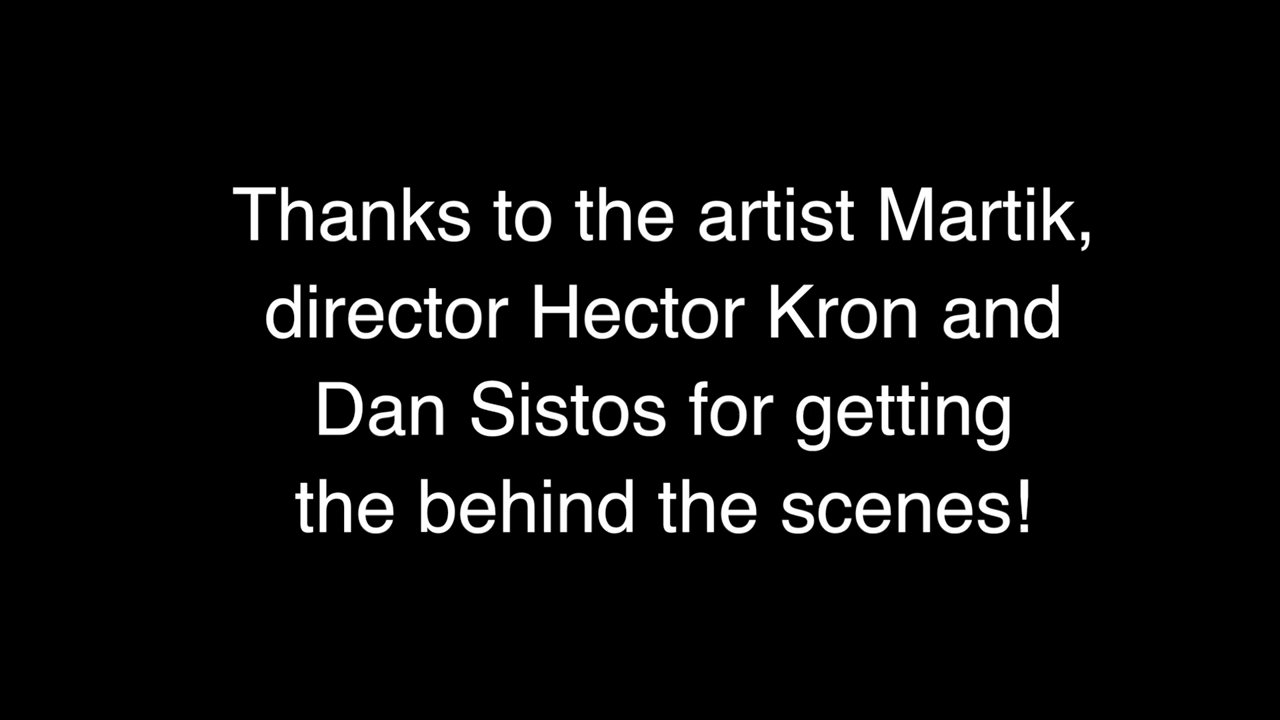 Thanks to the artist Martik,
director Hector Kron and
Dan Sistos for getting
the behind the scenes!